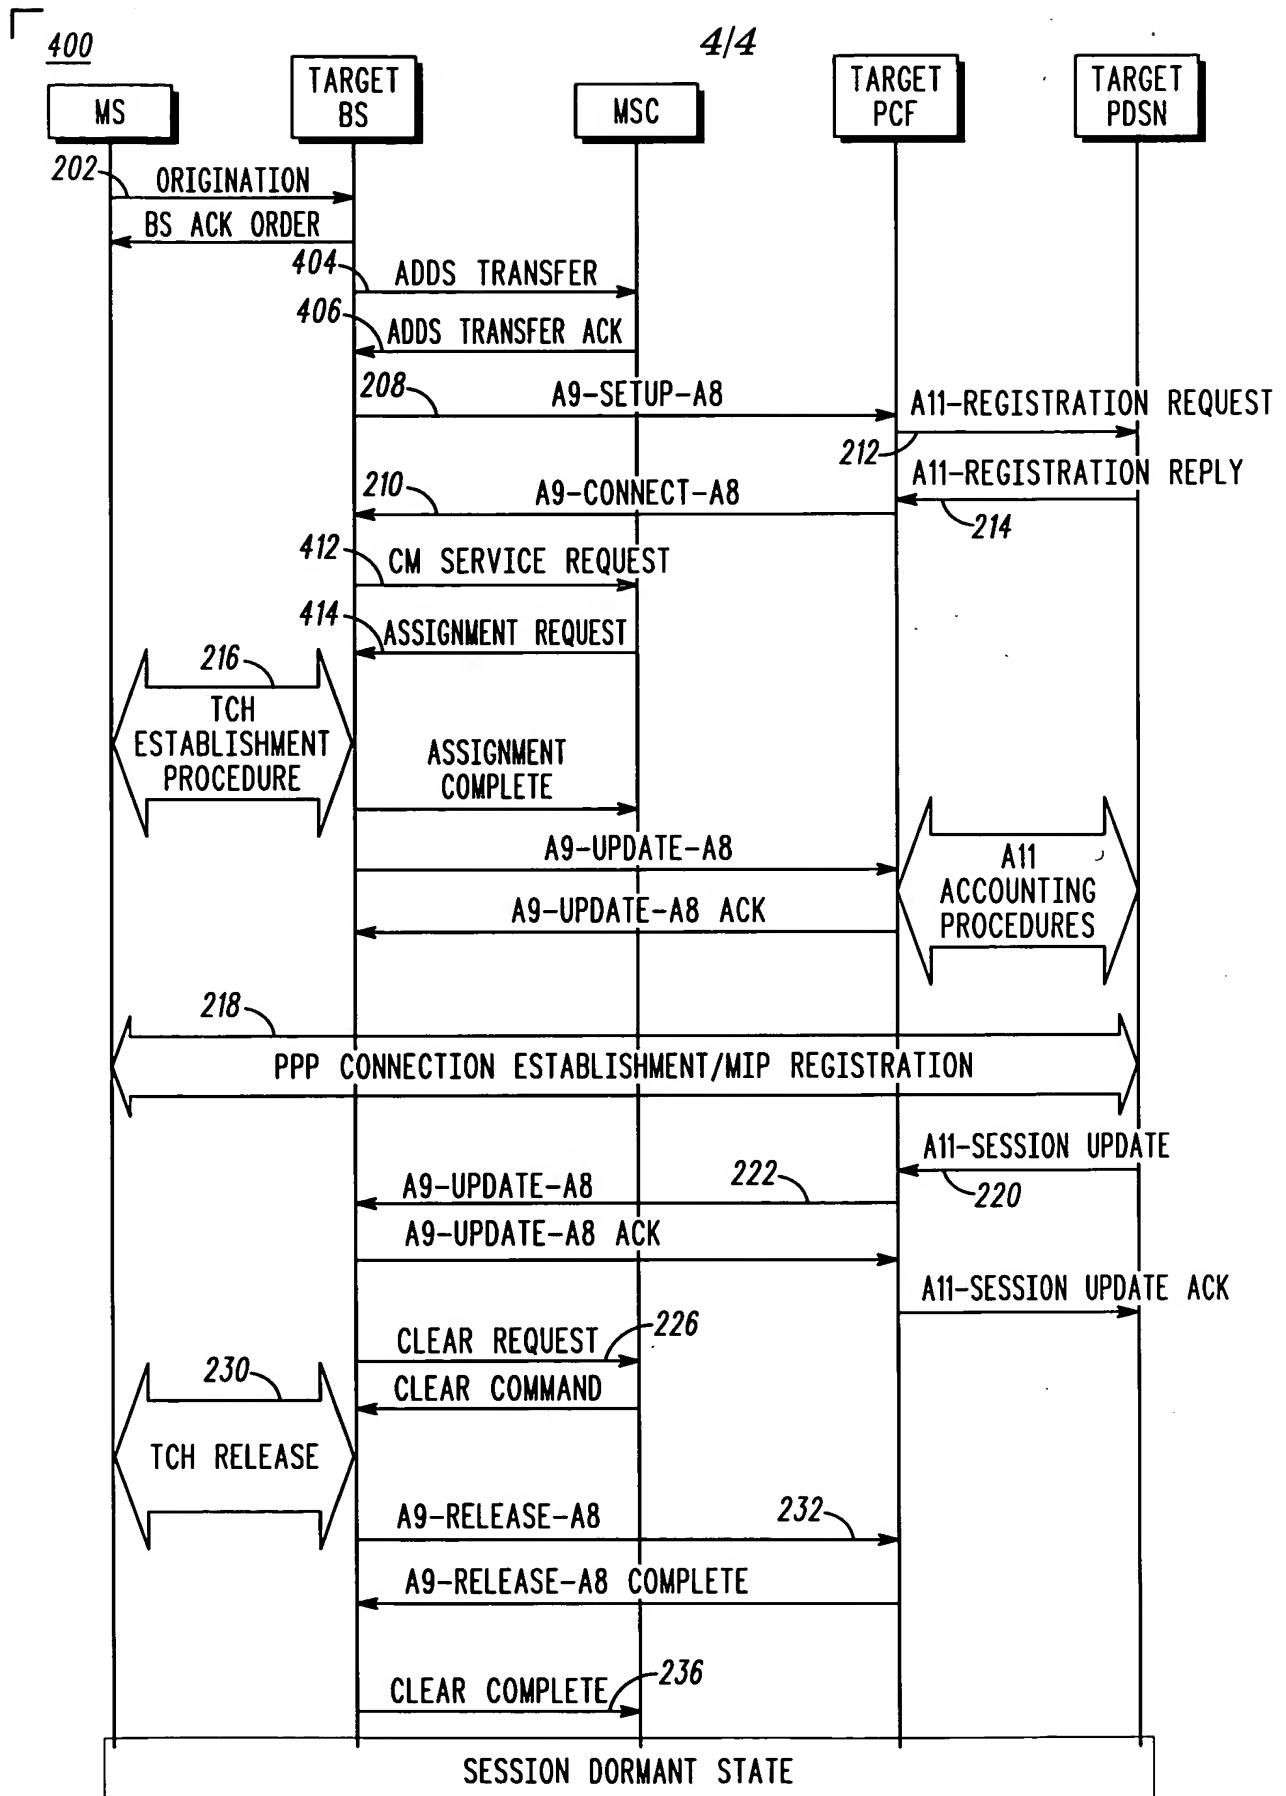 400
4/4
MS
TARGET
BS
MSC
TARGET
PCF
TARGET
PDSN
202
ORIGINATION
BS ACK ORDER
404
ADDS TRANSFER
406
ADDS TRANSFER ACK
208
A9-SETUP-A8
A11-REGISTRATION REQUEST
212
A11-REGISTRATION REPLY
210
A9-CONNECT-A8
214
412
CM SERVICE REQUEST
414
ASSIGNMENT REQUEST
216
TCH
ESTABLISHMENT
PROCEDURE
ASSIGNMENT
COMPLETE
A9-UPDATE-A8
A11
ACCOUNTING
PROCEDURES
A9-UPDATE-A8 ACK
218
PPP CONNECTION ESTABLISHMENT/MIP REGISTRATION
A11-SESSION UPDATE
220
222
A9-UPDATE-A8
A9-UPDATE-A8 ACK
A11-SESSION UPDATE ACK
226
CLEAR REQUEST
CLEAR COMMAND
230
TCH RELEASE
A9-RELEASE-A8
232
A9-RELEASE-A8 COMPLETE
236
CLEAR COMPLETE
SESSION DORMANT STATE